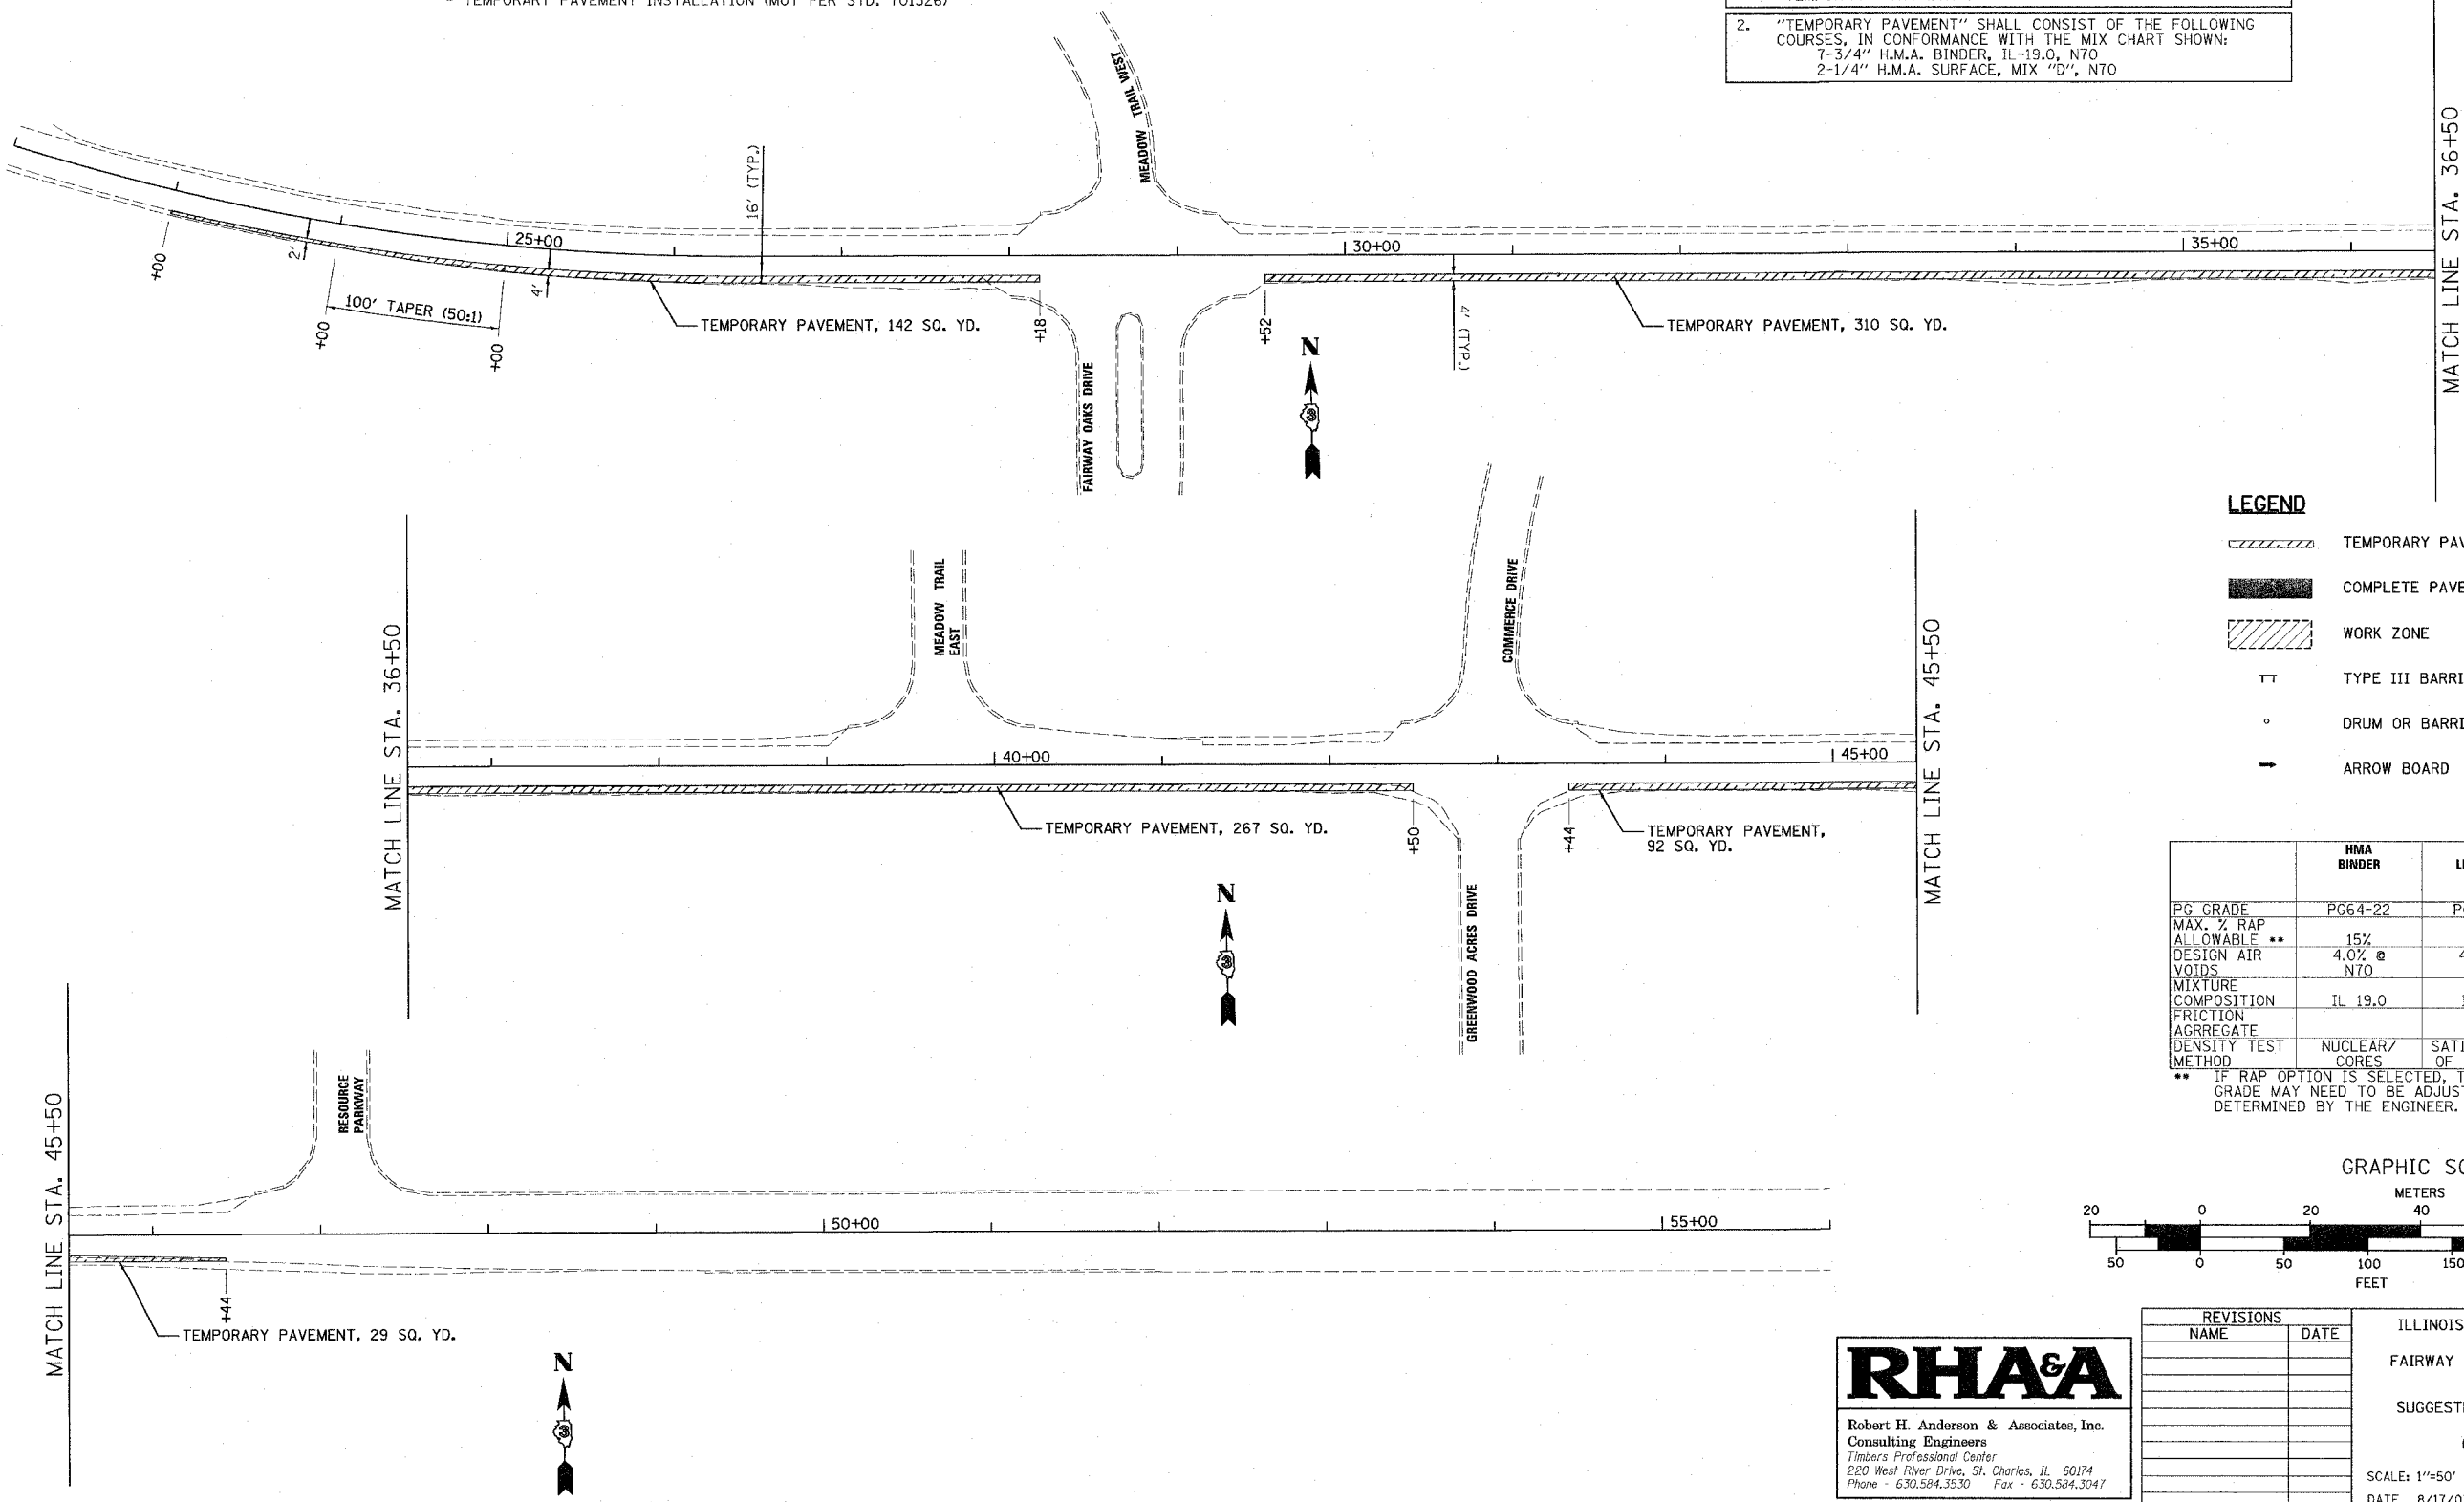 * TEMPORARY PAVEMENT INSTALLATION (MOT PER STD. 701326)
2. "TEMPORARY PAVEMENT" SHALL CONSIST OF THE FOLLOWING
COURSES, IN CONFORMANCE WITH THE MIX CHART SHOWN:
7-3/4" H.M.A. BINDER, IL-19.0, N70
2-1/4" H.M.A. SURFACE, MIX "D", N70
MEADOW TRAIL WEST
16' (TYP.)
25+00
30+00
35+00
MATCH LINE STA. 36+50
+00
2'
4'
100' TAPER (50:1)
+00
+00
TEMPORARY PAVEMENT, 142 SQ. YD.
+18
+52
4' (TYP.)
TEMPORARY PAVEMENT, 310 SQ. YD.
FAIRWAY OAKS DRIVE
N
3
LEGEND
TEMPORARY PAV
COMPLETE PAVE
WORK ZONE
TYPE III BARRI
DRUM OR BARRI
ARROW BOARD
MATCH LINE STA. 36+50
MEADOW TRAIL
EAST
COMMERCE DRIVE
MATCH LINE STA. 45+50
40+00
45+00
TEMPORARY PAVEMENT, 267 SQ. YD.
+50
+44
TEMPORARY PAVEMENT,
92 SQ. YD.
GREENWOOD ACRES DRIVE
N
3
HMA
BINDER
PG GRADE PG64-22
MAX. % RAP
ALLOWABLE ** 15%
DESIGN AIR 4.0% @
VOIDS N70
MIXTURE
COMPOSITION IL 19.0
FRICTION
AGRREGATE
DENSITY TEST NUCLEAR/ SATI
METHOD CORES OF
** IF RAP OPTION IS SELECTED, T
GRADE MAY NEED TO BE ADJUS
DETERMINED BY THE ENGINEER.
MATCH LINE STA. 45+50
RESOURCE
PARKWAY
50+00
55+00
+44
TEMPORARY PAVEMENT, 29 SQ. YD.
N
3
GRAPHIC SC
METERS
20 0 20 40
50 0 50 100 150
FEET
RHA&A
Robert H. Anderson & Associates, Inc.
Consulting Engineers
Timbers Professional Center
220 West River Drive, St. Charles, IL 60174
Phone - 630.584.3530 Fax - 630.584.3047
REVISIONS
NAME DATE
ILLINOIS
FAIRWAY
SUGGEST
SCALE: 1"=50'
DATE 8/17/0